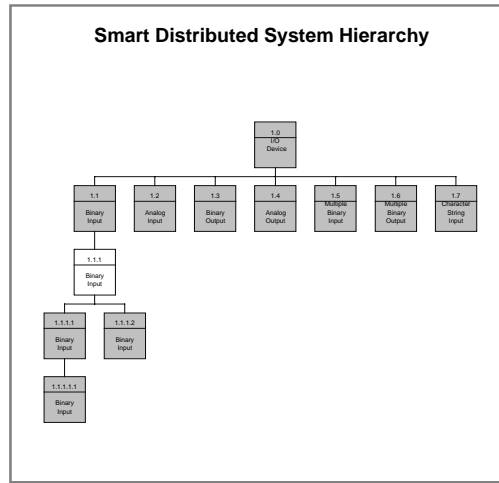 Smart Distributed System Hierarchy
1.0
I/O
Device
1.1
Binary
Input
1.2
Analog
Input
1.3
Binary
Output
1.4
Analog
Output
1.5
Multiple
Binary
Input
1.6
Multiple
Binary
Output
1.7
Character
String
Input
1.1.1
Binary
Input
1.1.1.1
Binary
Input
1.1.1.2
Binary
Input
1.1.1.1.1
Binary
Input